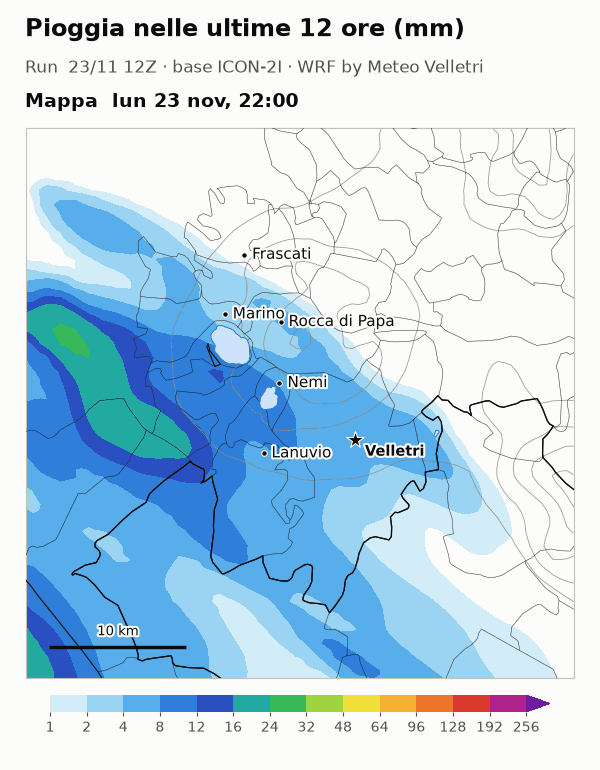 Pioggia nelle ultime 12 ore (mm)
Run  23/11 12Z · base ICON-2I · WRF by Meteo Velletri
Mappa  lun 23 nov, 22:00
Frascati
Marino
Rocca di Papa
Nemi
Velletri
Lanuvio
10 km
1 2 4 8 12 16 24 32 48 64 96 128 192 256